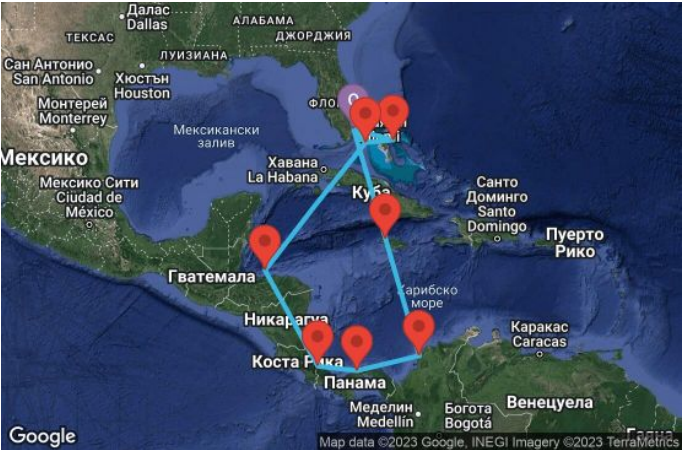 Далас
Dallas
АЛАБАМА
ТЕКСАС
ДЖОРДЖИЯ
ЛУИЗИАНА
Сан Антонио
San Antonio
Хюстън
Houston
ФЛО
Монтерей
Monterrey
Мексикански
залив
Мексико
Хавана
La Habana
Мексико Сити
Ciudad de
México
Куба
Санто
Доминго
Santo
Domingo
Пуерто
Рико
Гватемала
Карибско
море
Никарагуа
Каракас
Caracas
Коста Рика
Панама
Меделин
Medellín
Богота
Bogotá
Венецуела
Google
Map data ©2023 Google, INEGI Imagery ©2023 TerraMetrics